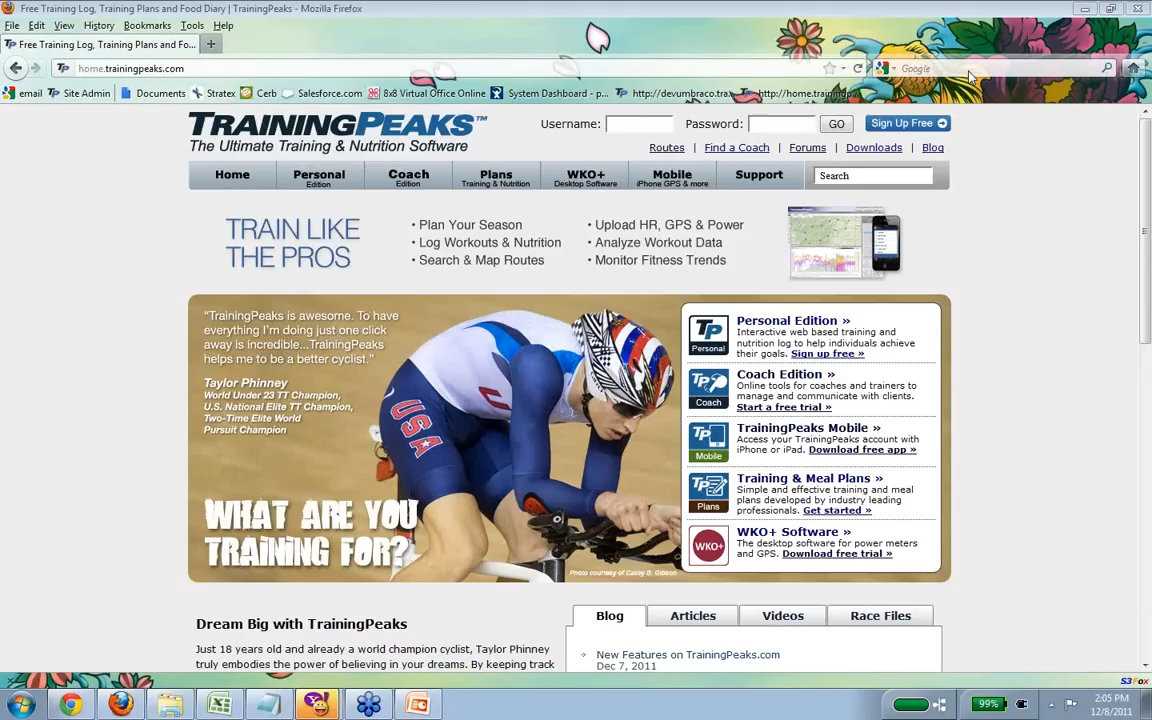 Free Training Log, Training Plans and Food Diary | TrainingPeaks - Mozilla Firefox
File Edit View History Bookmarks Tools Help
Free Training Log, Training Plans and Fo...
home.trainingpeaks.com
Google
email Site Admin Documents Stratex Cerb Salesforce.com 8x8 Virtual Office Online System Dashboard - p... http://devumbraco.tra... http://home.trainingp...
TRAININGPEAKS™
The Ultimate Training & Nutrition Software
Username: Password: GO Sign Up Free
Routes | Find a Coach | Forums | Downloads | Blog
Home
Personal
Edition
Coach
Edition
Plans
Training & Nutrition
WKO+
Desktop Software
Mobile
iPhone GPS & more
Support
Search
TRAIN LIKE
THE PROS
• Plan Your Season
• Log Workouts & Nutrition
• Search & Map Routes
• Upload HR, GPS & Power
• Analyze Workout Data
• Monitor Fitness Trends
“TrainingPeaks is awesome. To have
everything I'm doing just one click
away is incredible...TrainingPeaks
helps me to be a better cyclist.”
Taylor Phinney
World Under 23 TT Champion,
U.S. National Elite TT Champion,
Two-Time Elite World
Pursuit Champion
WHAT ARE YOU
TRAINING FOR?
USA
Photo courtesy of Casey B. Gibson
TP
Personal
Personal Edition »
Interactive web based training and
nutrition log to help individuals achieve
their goals. Sign up free »
TP
Coach
Coach Edition »
Online tools for coaches and trainers to
manage and communicate with clients.
Start a free trial »
TP
Mobile
TrainingPeaks Mobile »
Access your TrainingPeaks account with
iPhone or iPad. Download free app »
TP
Plans
Training & Meal Plans »
Simple and effective training and meal
plans developed by industry leading
professionals. Get started »
WKO+
WKO+ Software »
The desktop software for power meters
and GPS. Download free trial »
Dream Big with TrainingPeaks
Just 18 years old and already a world champion cyclist, Taylor Phinney
truly embodies the power of believing in your dreams. By keeping track
Blog Articles Videos Race Files
New Features on TrainingPeaks.com
Dec 7, 2011
S3Fox
99%
2:05 PM
12/8/2011